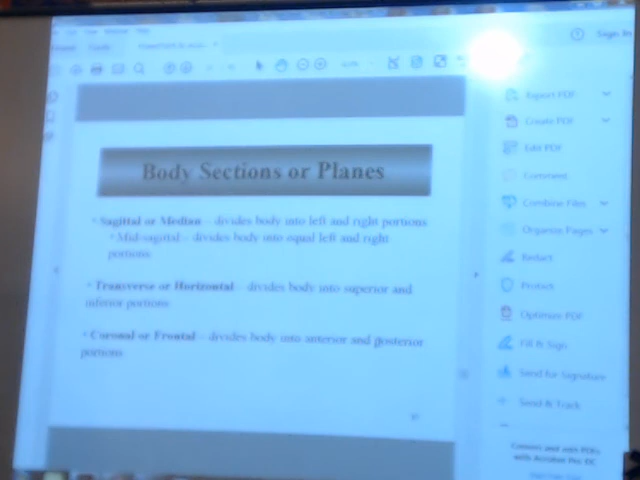 Sign In
Export PDF
Create PDF
Edit PDF
Comment
Combine Files
Organize Pages
Redact
Protect
Optimize PDF
Fill & Sign
Send for Signature
Send & Track
Body Sections or Planes
• Sagittal or Median – divides body into left and right portions
• Mid-sagittal – divides body into equal left and right
portions
• Transverse or Horizontal – divides body into superior and
inferior portions
• Coronal or Frontal – divides body into anterior and posterior
portions